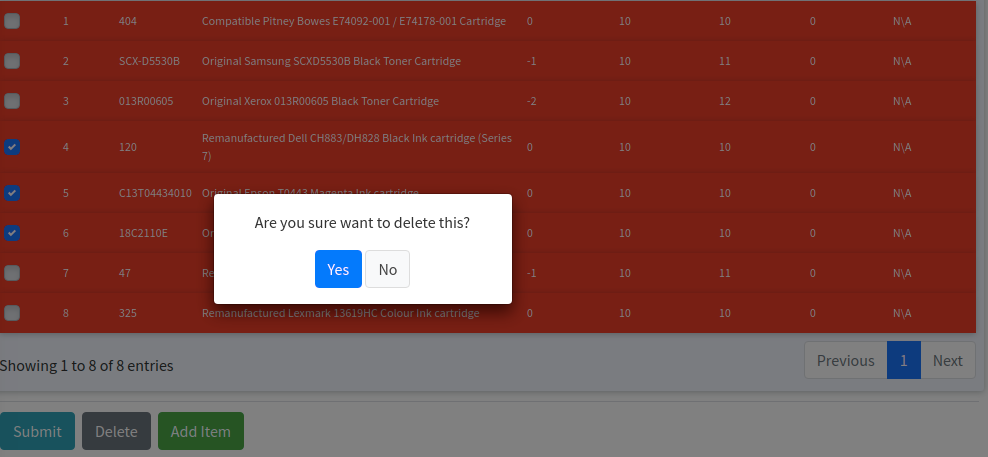 1 404 Compatible Pitney Bowes E74092-001 / E74178-001 Cartridge 0 10 10 0 N\A
2 SCX-D5530B Original Samsung SCXD5530B Black Toner Cartridge -1 10 11 0 N\A
3 013R00605 Original Xerox 013R00605 Black Toner Cartridge -2 10 12 0 N\A
4 120 Remanufactured Dell CH883/DH828 Black Ink cartridge (Series 7) 0 10 10 0 N\A
5 C13T04434010 Original Epson T0443 Magenta Ink cartridge 0 10 10 0 N\A
6 18C2110E Or 0 10 10 0 N\A
7 47 Re -1 10 11 0 N\A
8 325 Remanufactured Lexmark 13619HC Colour Ink cartridge 0 10 10 0 N\A
Are you sure want to delete this?
Yes No
Showing 1 to 8 of 8 entries
Previous 1 Next
Submit Delete Add Item